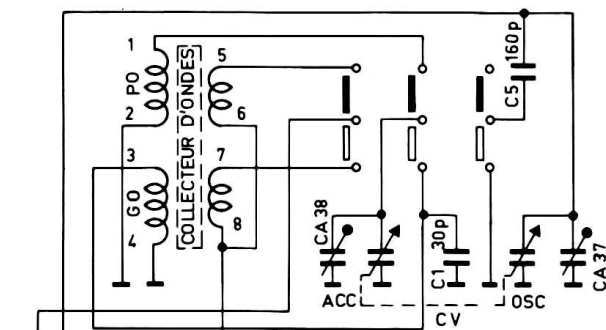 160p
C5
1
5
PO
COLLECTEUR D'ONDES
2
6
3
7
GO
4
8
CA 38
30p
C1
CA 37
ACC
OSC
CV